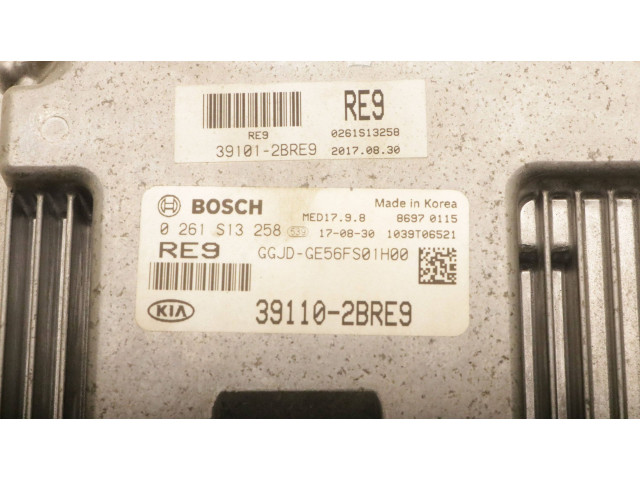 RE9
RE9
0261S13258
39101-2BRE9
2017.08.30
BOSCH
MED17.9.8
Made in Korea
8697 0115
0 261 S13 258
17-08-30
1039T06521
RE9
GGJD-GE56FS01H00
KIA
39110-2BRE9